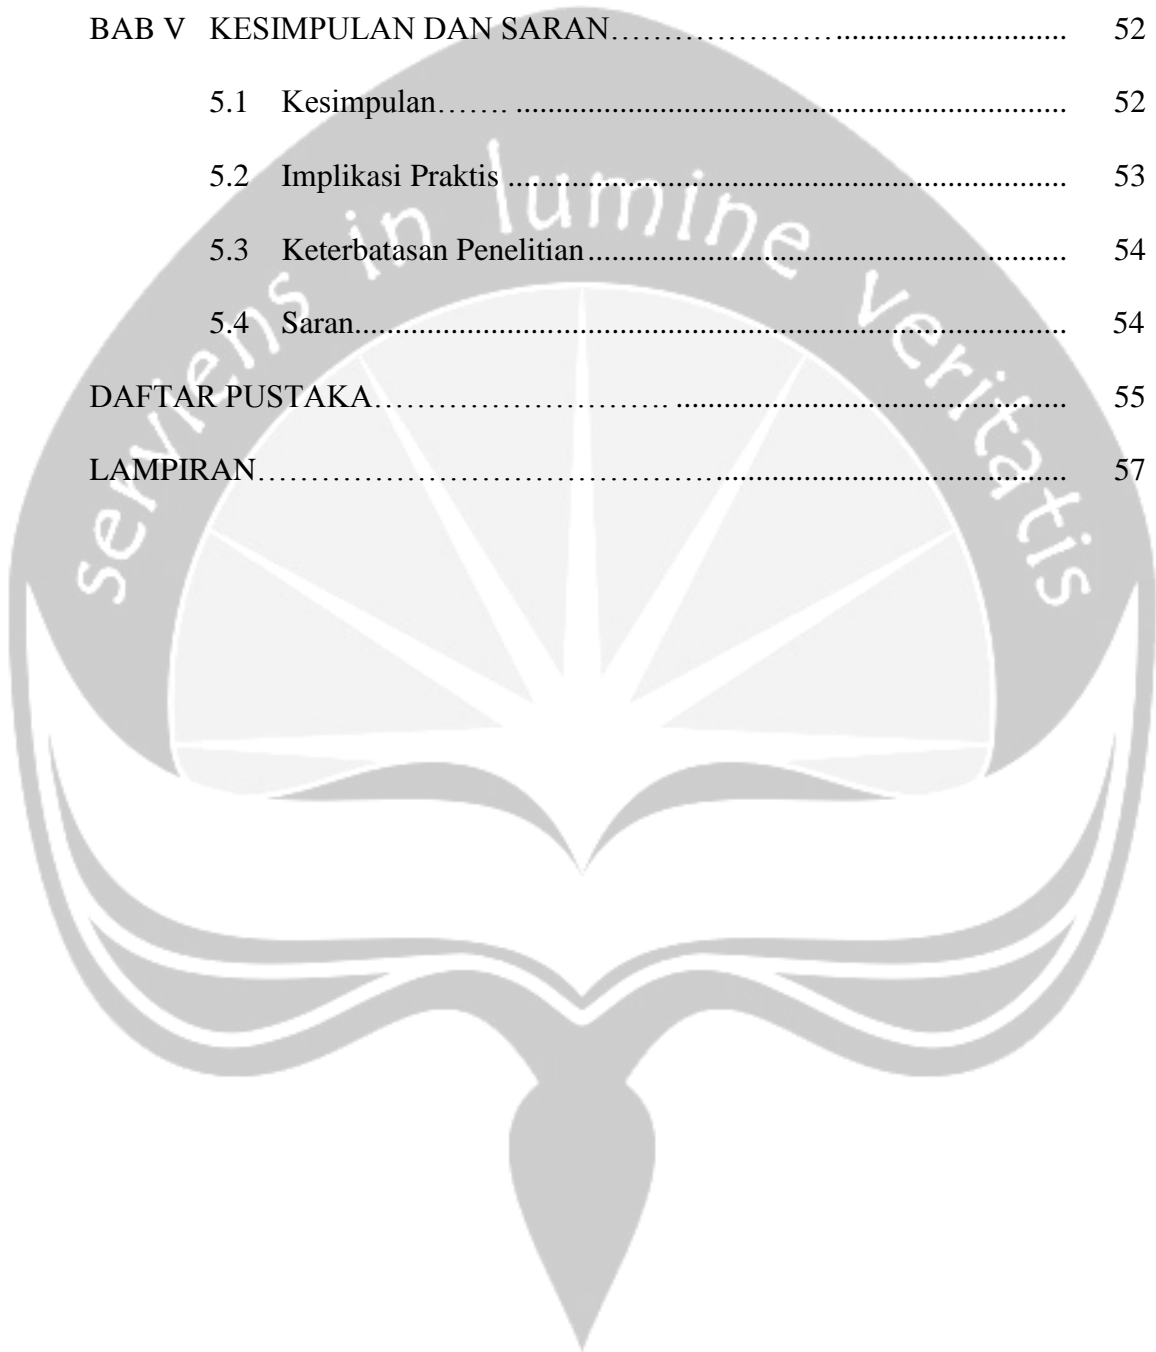 BAB V KESIMPULAN DAN SARAN…………………............................. 52
5.1 Kesimpulan……. ..................................................................... 52
5.2 Implikasi Praktis ...................................................................... 53
5.3 Keterbatasan Penelitian............................................................ 54
5.4 Saran......................................................................................... 54
DAFTAR PUSTAKA……………………………. ................................................. 55
LAMPIRAN…………………………………………............................................ 57
serviens in lumine veritatis